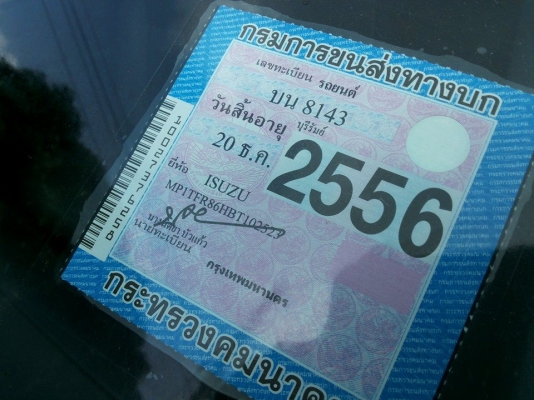 กรมการขนส่งทางบก
เลขทะเบียน รถยนต์
บน 8143
วันสิ้นอายุ บุรีรัมย์
20 ธ.ค. 2556
ยี่ห้อ ISUZU
MP1TFR86HBT102523
นายทะเบียน
กรุงเทพมหานคร
กระทรวงคมนาคม